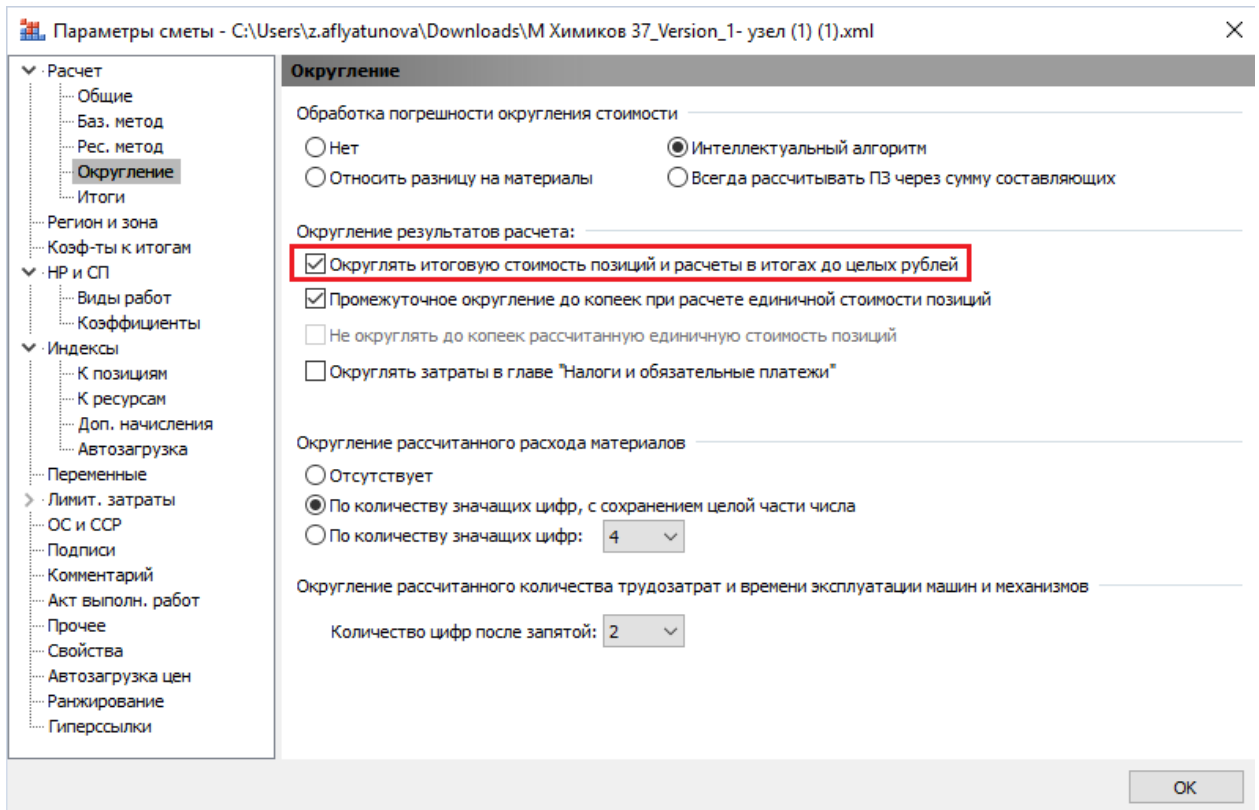 Параметры сметы - C:\Users\z.aflyatunova\Downloads\М Химиков 37_Version_1- узел (1) (1).xml
Расчет
Общие
Баз. метод
Рес. метод
Округление
Итоги
Регион и зона
Коэф-ты к итогам
НР и СП
Виды работ
Коэффициенты
Индексы
К позициям
К ресурсам
Доп. начисления
Автозагрузка
Переменные
Лимит. затраты
ОС и ССР
Подписи
Комментарий
Акт выполн. работ
Прочее
Свойства
Автозагрузка цен
Ранжирование
Гиперссылки
Округление
Обработка погрешности округления стоимости
Нет
Интеллектуальный алгоритм
Относить разницу на материалы
Всегда рассчитывать ПЗ через сумму составляющих
Округление результатов расчета:
Округлять итоговую стоимость позиций и расчеты в итогах до целых рублей
Промежуточное округление до копеек при расчете единичной стоимости позиций
Не округлять до копеек рассчитанную единичную стоимость позиций
Округлять затраты в главе "Налоги и обязательные платежи"
Округление рассчитанного расхода материалов
Отсутствует
По количеству значащих цифр, с сохранением целой части числа
По количеству значащих цифр: 4
Округление рассчитанного количества трудозатрат и времени эксплуатации машин и механизмов
Количество цифр после запятой: 2
ОК